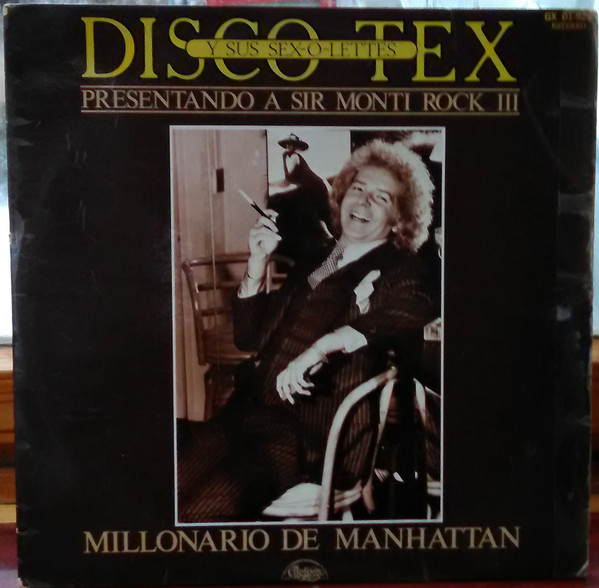 DISCO TEX
Y SUS SEX-O-LETTES
PRESENTANDO A SIR MONTI ROCK III
MILLONARIO DE MANHATTAN